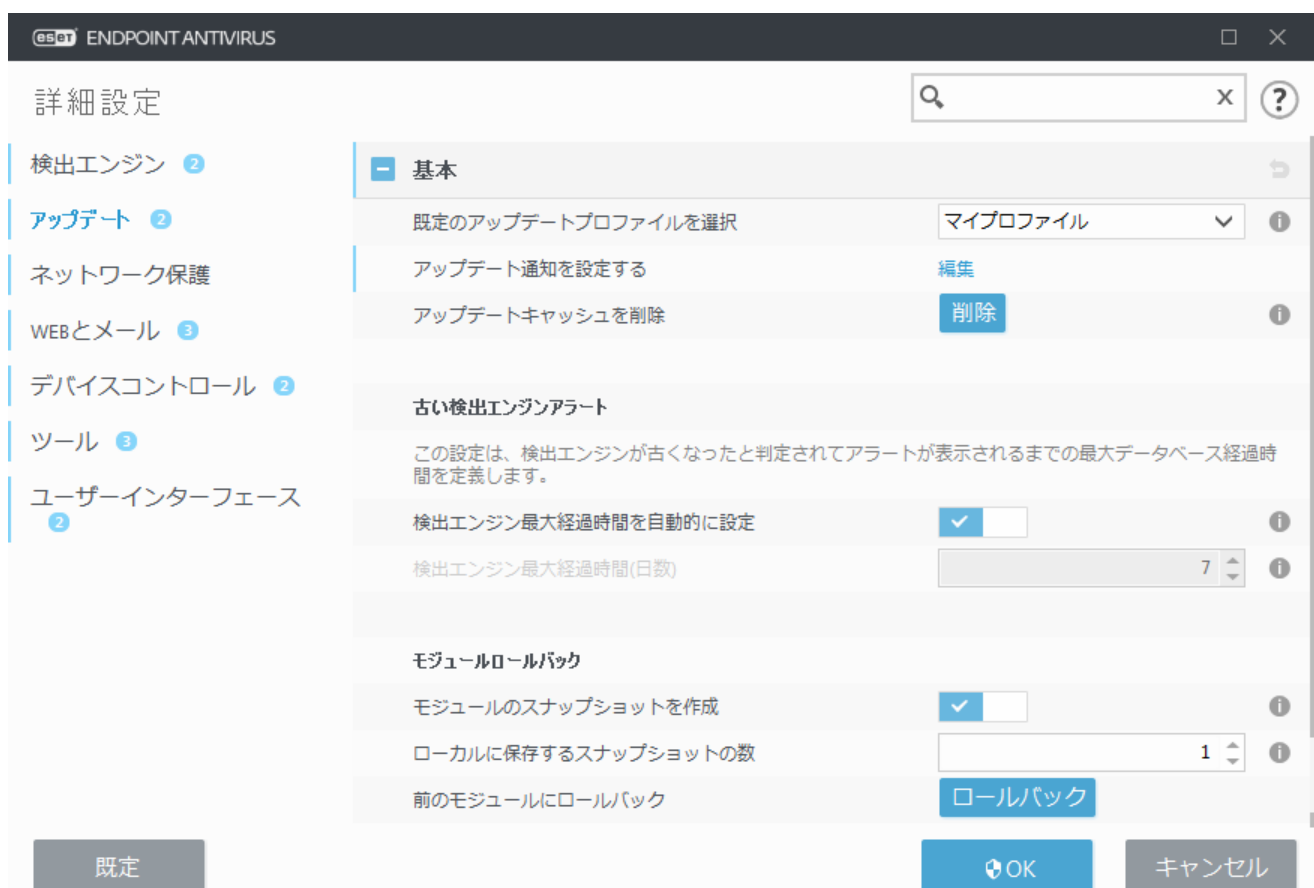 eset ENDPOINT ANTIVIRUS
詳細設定
検出エンジン 2
アップデート 2
ネットワーク保護
WEBとメール 3
デバイスコントロール 2
ツール 3
ユーザーインターフェース
2
基本
既定のアップデートプロファイルを選択 マイプロファイル
アップデート通知を設定する 編集
アップデートキャッシュを削除 削除
古い検出エンジンアラート
この設定は、検出エンジンが古くなったと判定されてアラートが表示されるまでの最大データベース経過時
間を定義します。
検出エンジン最大経過時間を自動的に設定
検出エンジン最大経過時間(日数) 7
モジュールロールバック
モジュールのスナップショットを作成
ローカルに保存するスナップショットの数 1
前のモジュールにロールバック ロールバック
既定 OK キャンセル